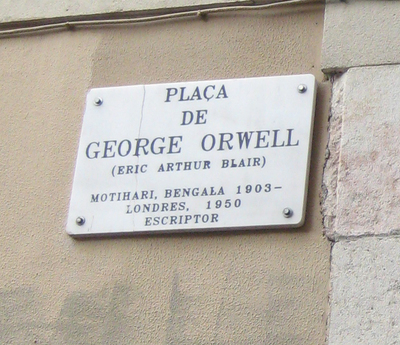 PLAÇA
DE
GEORGE ORWELL
(ERIC ARTHUR BLAIR)
MOTIHARI, BENGALA 1903-
LONDRES, 1950
ESCRIPTOR